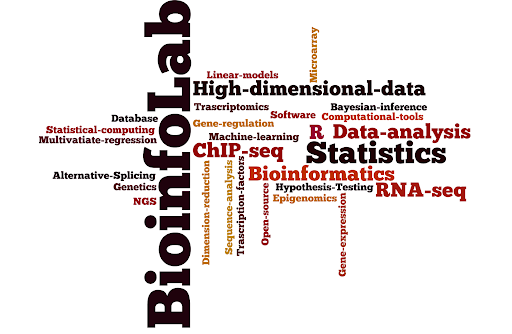 BioinfoLab
Linear-models
Microarray
High-dimensional-data
Trascriptomics
Bayesian-inference
Database
Software
Computational-tools
Statistical-computing
Gene-regulation
R
Data-analysis
Multivariate-regression
Machine-learning
ChIP-seq
Statistics
Alternative-Splicing
Bioinformatics
Genetics
Hypothesis-Testing
RNA-seq
NGS
Epigenomics
Dimension-reduction
Sequence-analysis
Trascription-factors
Open-source
Gene-expression